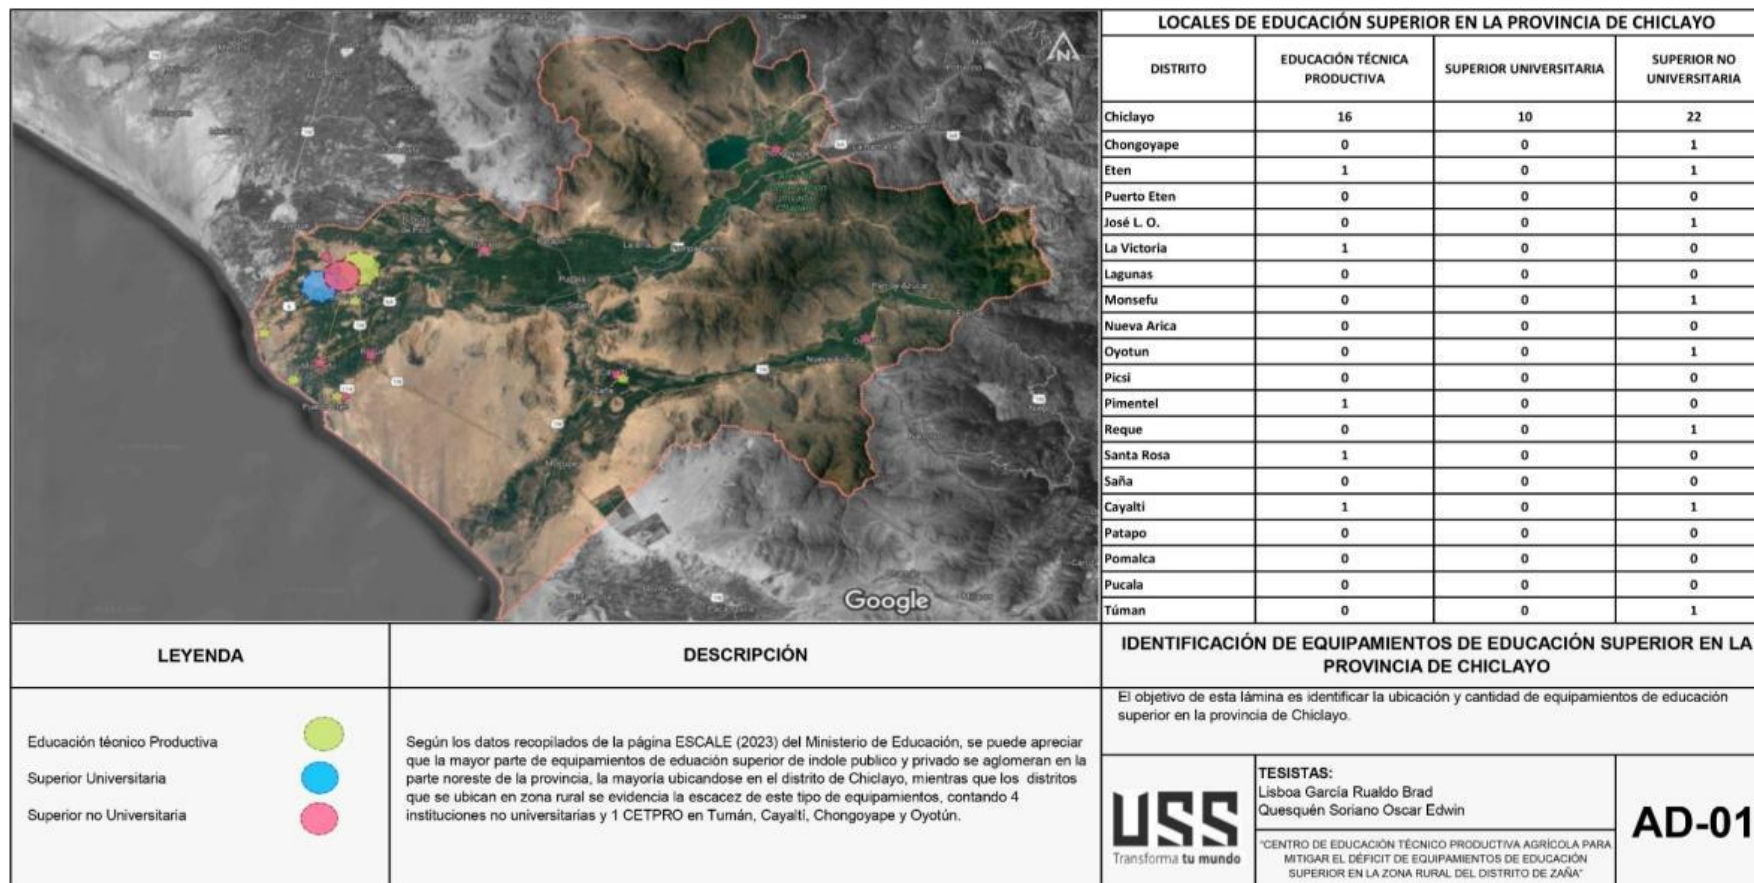 Google
LOCALES DE EDUCACIÓN SUPERIOR EN LA PROVINCIA DE CHICLAYO
DISTRITO EDUCACIÓN TÉCNICA PRODUCTIVA SUPERIOR UNIVERSITARIA SUPERIOR NO UNIVERSITARIA
Chiclayo 16 10 22
Chongoyape 0 0 1
Eten 1 0 1
Puerto Eten 0 0 0
José L. O. 0 0 1
La Victoria 1 0 0
Lagunas 0 0 0
Monsefu 0 0 1
Nueva Arica 0 0 0
Oyotun 0 0 1
Picsi 0 0 0
Pimentel 1 0 0
Reque 0 0 1
Santa Rosa 1 0 0
Saña 0 0 0
Cayalti 1 0 1
Patapo 0 0 0
Pomalca 0 0 0
Pucala 0 0 0
Túman 0 0 1
LEYENDA
Educación técnico Productiva
Superior Universitaria
Superior no Universitaria
DESCRIPCIÓN
Según los datos recopilados de la página ESCALE (2023) del Ministerio de Educación, se puede apreciar
que la mayor parte de equipamientos de eduación superior de indole publico y privado se aglomeran en la
parte noreste de la provincia, la mayoría ubicandose en el distrito de Chiclayo, mientras que los distritos
que se ubican en zona rural se evidencia la escacez de este tipo de equipamientos, contando 4
instituciones no universitarias y 1 CETPRO en Tumán, Cayaltí, Chongoyape y Oyotún.
IDENTIFICACIÓN DE EQUIPAMIENTOS DE EDUCACIÓN SUPERIOR EN LA
PROVINCIA DE CHICLAYO
El objetivo de esta lámina es identificar la ubicación y cantidad de equipamientos de educación
superior en la provincia de Chiclayo.
USS
Transforma tu mundo
TESISTAS:
Lisboa García Rualdo Brad
Quesquén Soriano Oscar Edwin
"CENTRO DE EDUCACIÓN TÉCNICO PRODUCTIVA AGRÍCOLA PARA
MITIGAR EL DÉFICIT DE EQUIPAMIENTOS DE EDUCACIÓN
SUPERIOR EN LA ZONA RURAL DEL DISTRITO DE ZAÑA"
AD-01